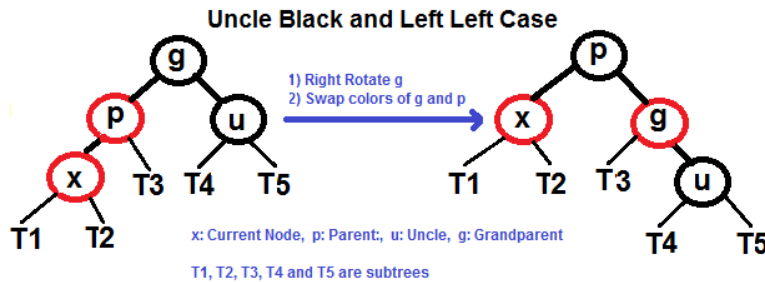 Uncle Black and Left Left Case
g
p
u
x
T3
T4
T5
T1
T2
1) Right Rotate g
2) Swap colors of g and p
p
x
g
T1
T2
T3
u
T4
T5
x: Current Node, p: Parent:, u: Uncle, g: Grandparent
T1, T2, T3, T4 and T5 are subtrees